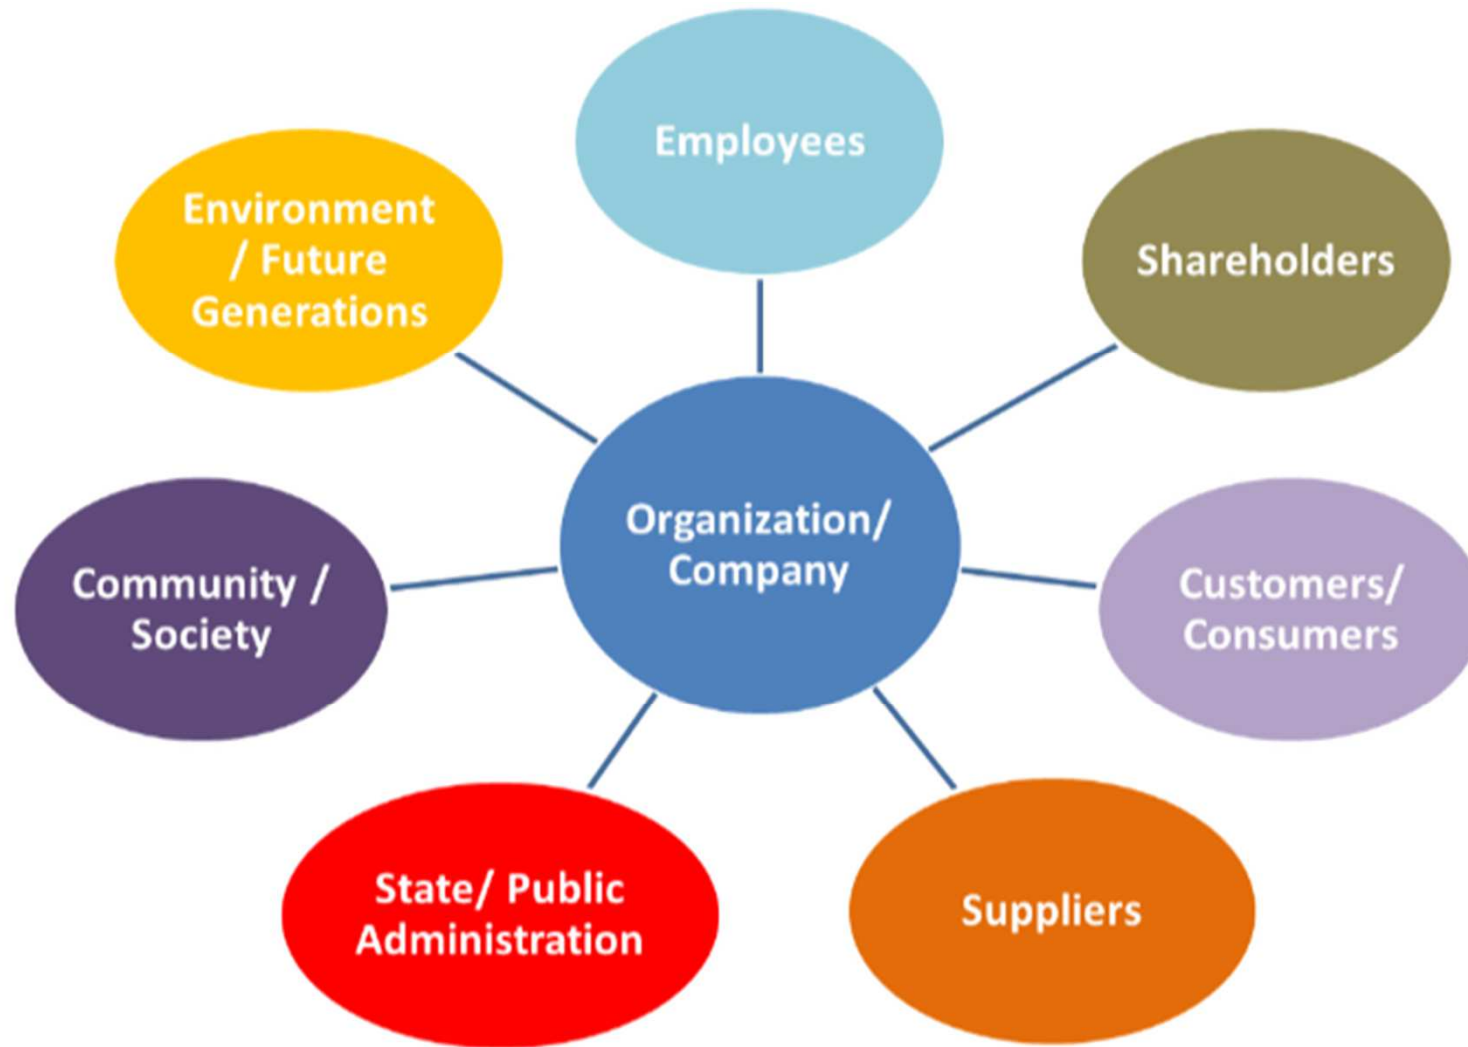 Employees
Environment
/ Future
Generations
Shareholders
Organization/
Company
Community /
Society
Customers/
Consumers
State/ Public
Administration
Suppliers